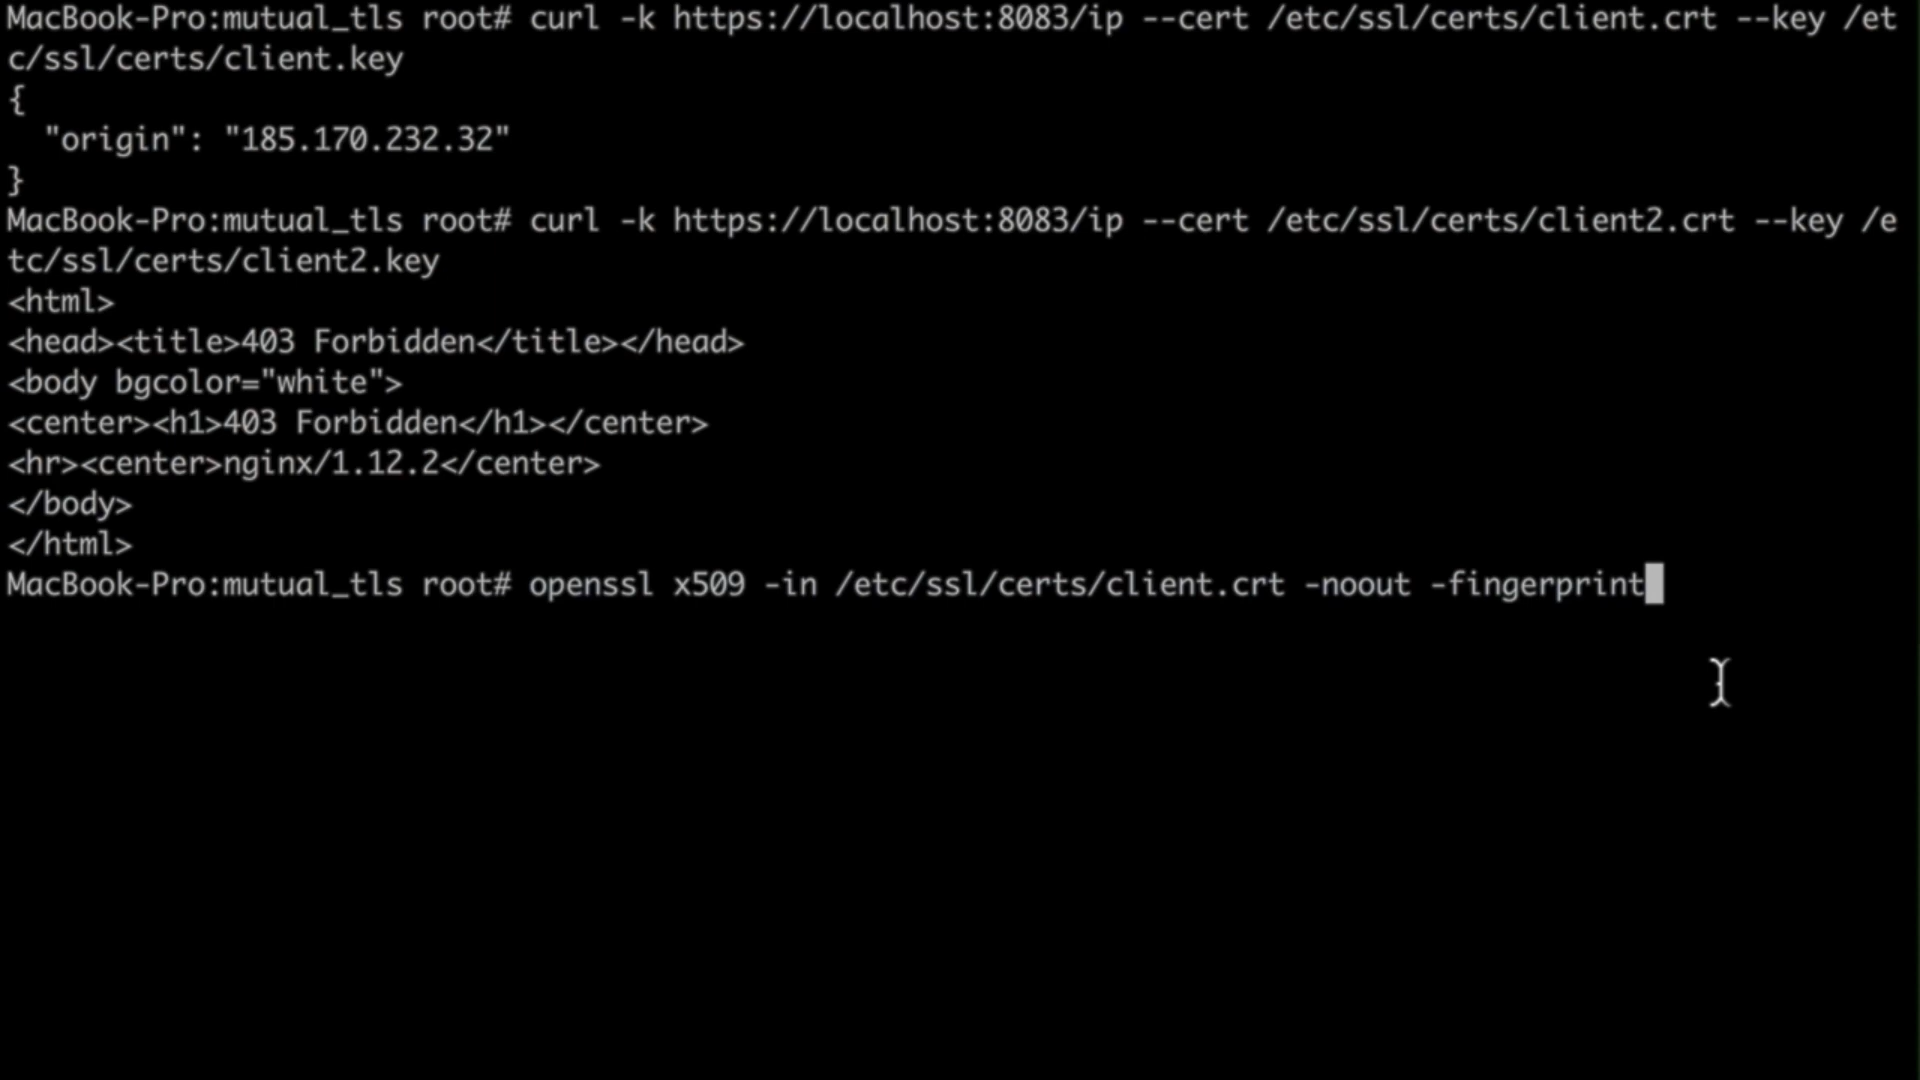 MacBook-Pro:mutual_tls root# curl -k https://localhost:8083/ip --cert /etc/ssl/certs/client.crt --key /et
c/ssl/certs/client.key
{
  "origin": "185.170.232.32"
}
MacBook-Pro:mutual_tls root# curl -k https://localhost:8083/ip --cert /etc/ssl/certs/client2.crt --key /e
tc/ssl/certs/client2.key
<html>
<head><title>403 Forbidden</title></head>
<body bgcolor="white">
<center><h1>403 Forbidden</h1></center>
<hr><center>nginx/1.12.2</center>
</body>
</html>
MacBook-Pro:mutual_tls root# openssl x509 -in /etc/ssl/certs/client.crt -noout -fingerprint